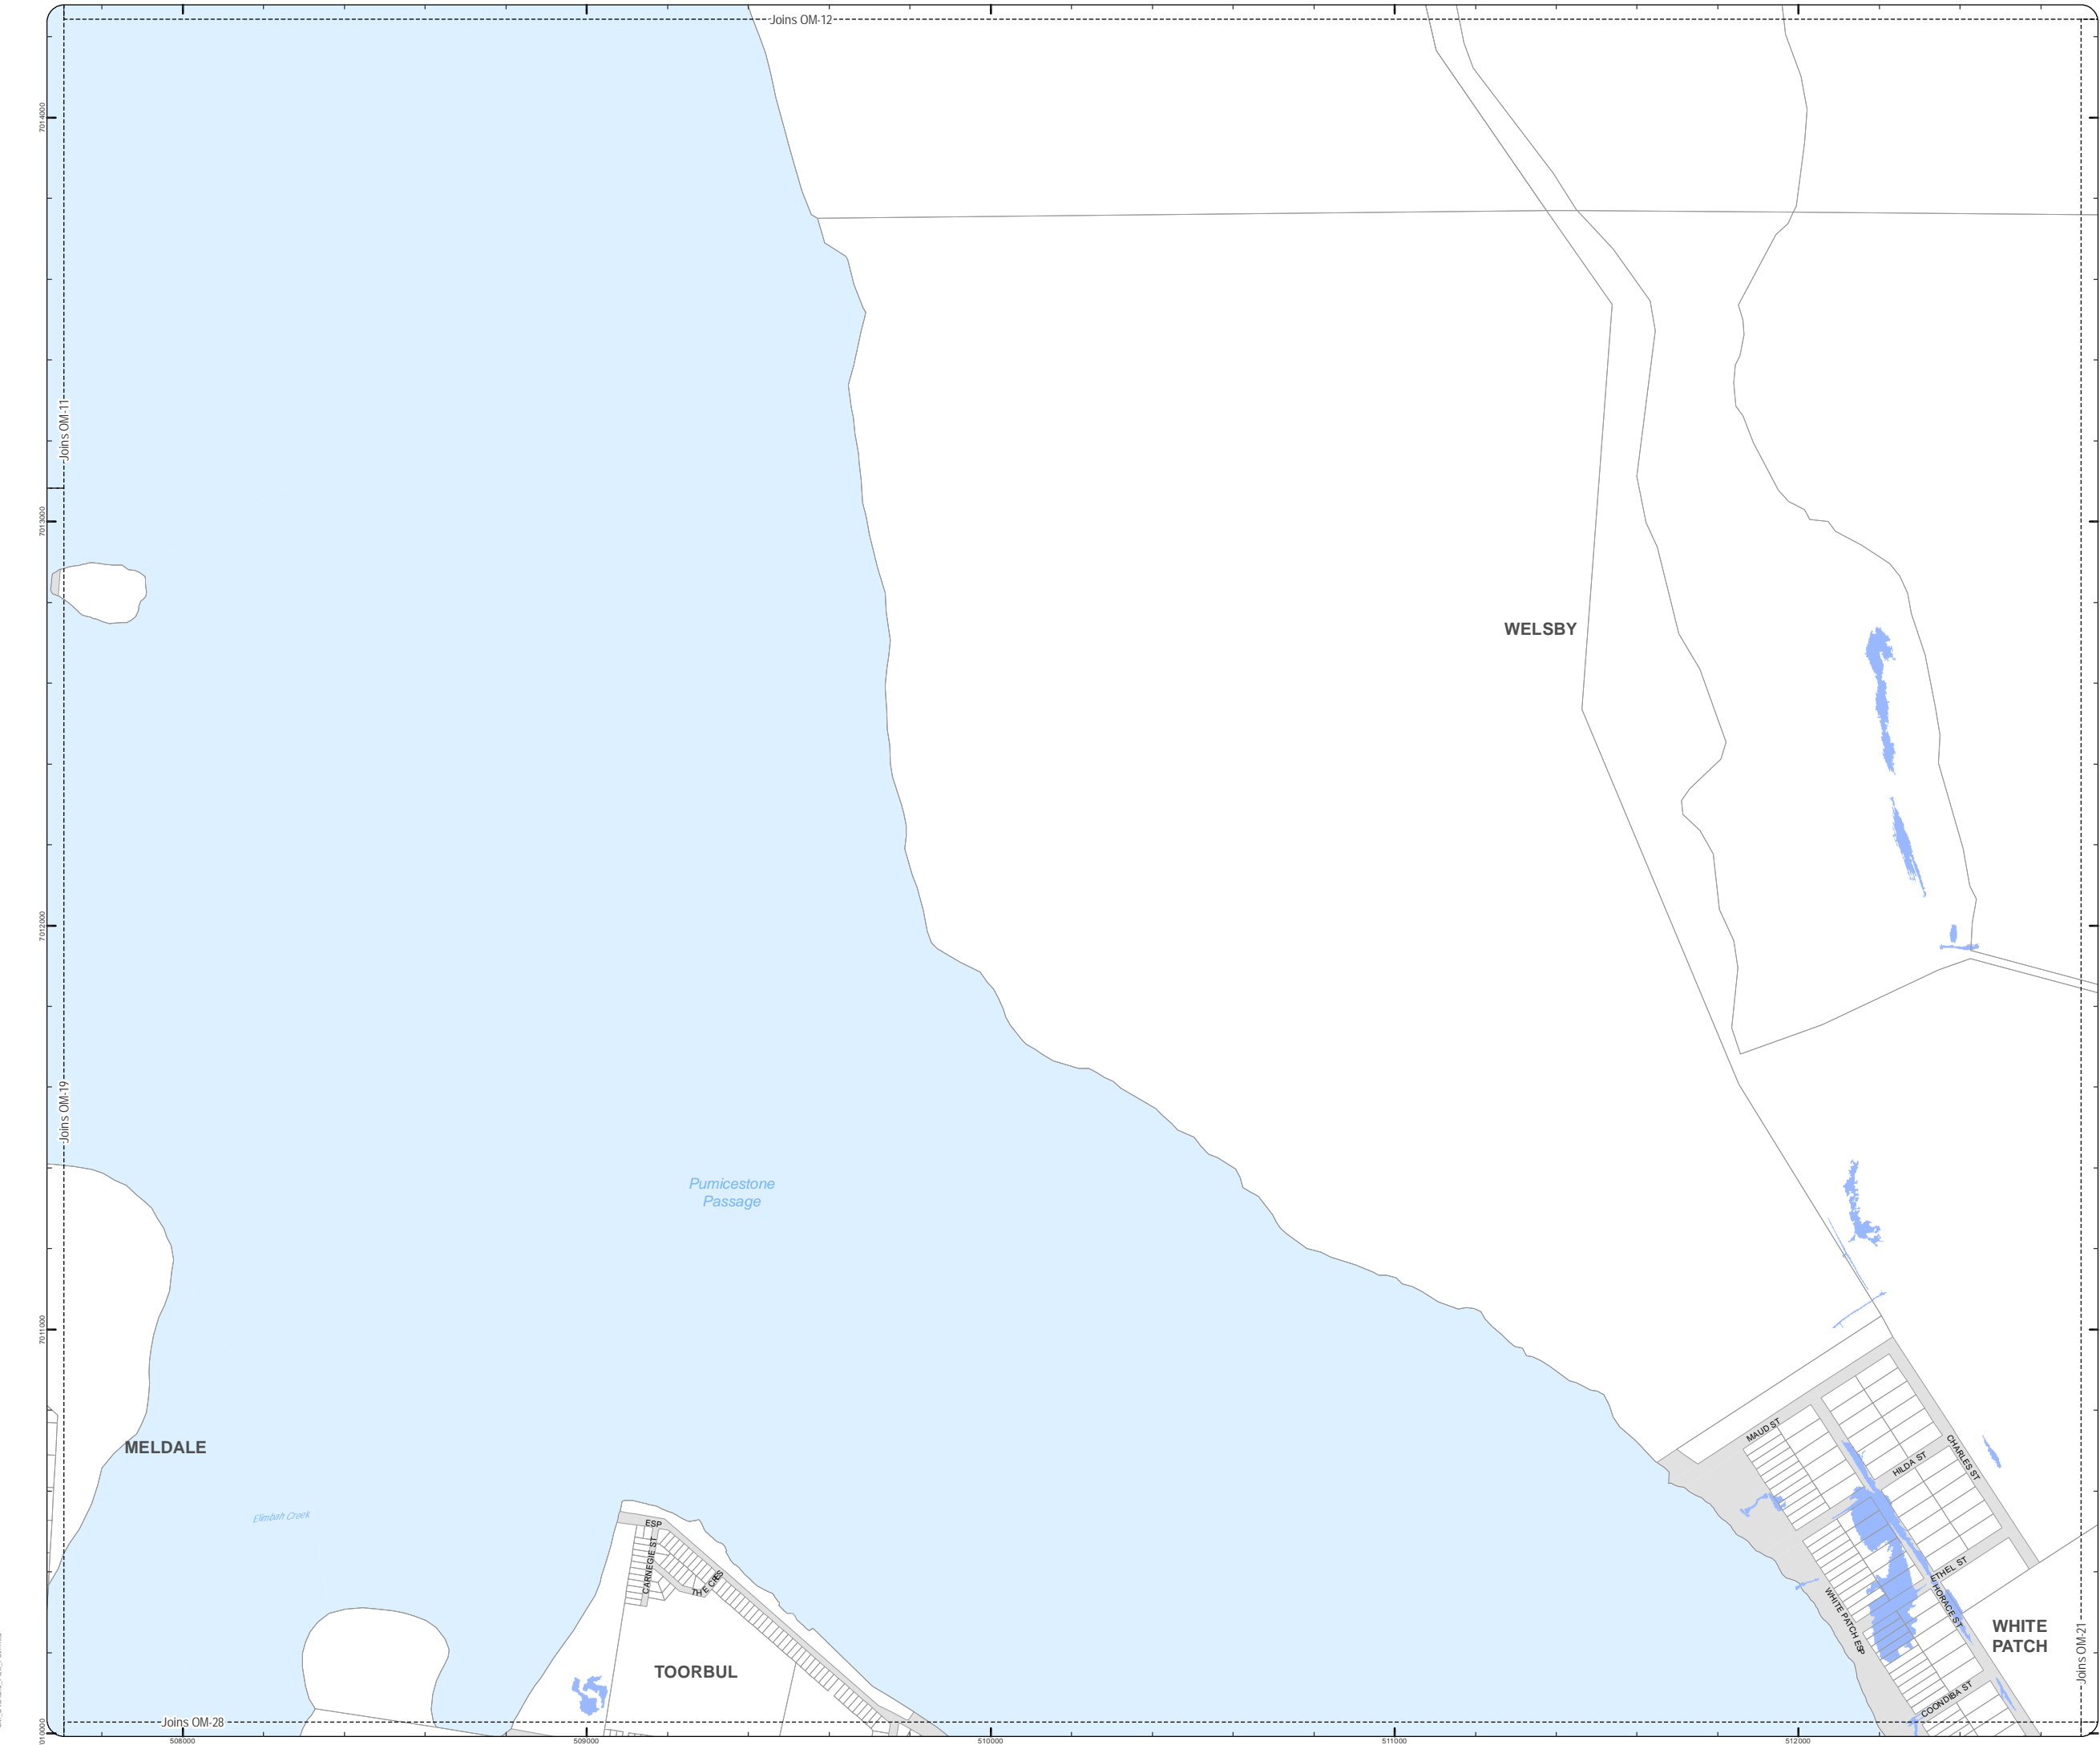 Joins OM-12
7014000
Joins OM-11
7013000
WELSBY
7012000
Joins OM-19
Pumicestone
Passage
7011000
MELDALE
Elimbah Creek
MAUD ST
HILDA ST
CHARLES ST
ESP
CARNEGIE ST
THE CRES
ETHEL ST
HORACE ST
WHITE PATCH ESP
WHITE
PATCH
TOORBUL
Joins OM-21
COONDIBA ST
Joins OM-28
508000
509000
510000
511000
512000